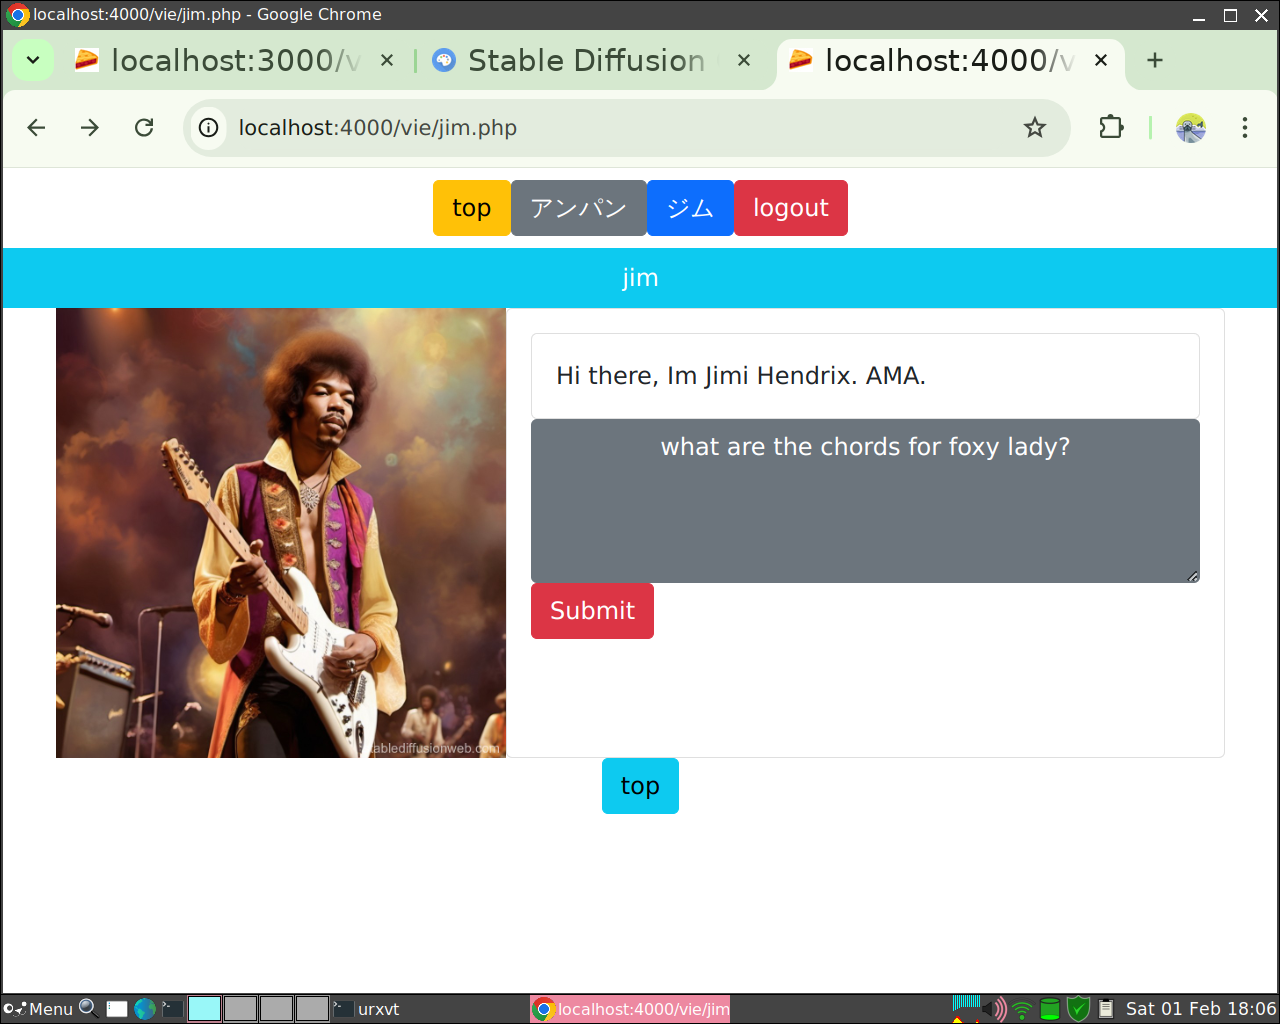 localhost:4000/vie/jim.php - Google Chrome
localhost:3000/v
Stable Diffusion
localhost:4000/v
localhost:4000/vie/jim.php
top アンパン ジム logout
jim
Hi there, Im Jimi Hendrix. AMA.
what are the chords for foxy lady?
Submit
tablediffusionweb.com
top
Menu
urxvt
localhost:4000/vie/jim
Sat 01 Feb 18:06